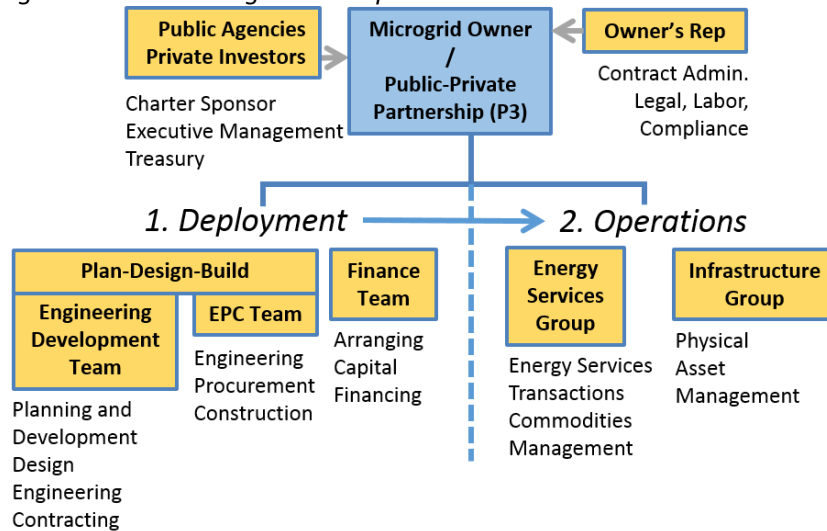 Public Agencies
Private Investors
Microgrid Owner
/
Public-Private
Partnership (P3)
Owner's Rep
Charter Sponsor
Executive Management
Treasury
Contract Admin.
Legal, Labor,
Compliance
1. Deployment
2. Operations
Plan-Design-Build
Engineering
Development
Team
EPC Team
Finance
Team
Energy
Services
Group
Infrastructure
Group
Planning and
Development
Design
Engineering
Contracting
Engineering
Procurement
Construction
Arranging
Capital
Financing
Energy Services
Transactions
Commodities
Management
Physical
Asset
Management